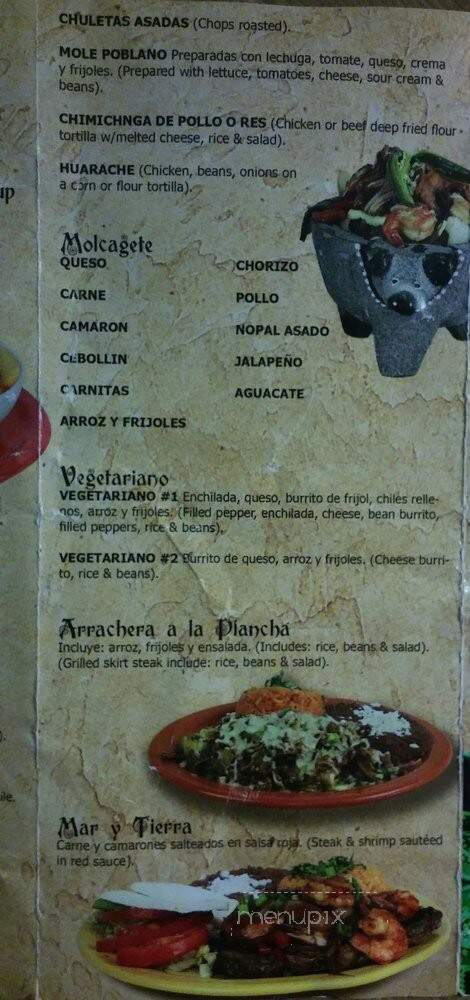 CHULETAS ASADAS (Chops roasted).
MOLE POBLANO Preparadas con lechuga, tomate, queso, crema
y frijoles. (Prepared with lettuce, tomatoes, cheese, sour cream &
beans).
CHIMICHNGA DE POLLO O RES (Chicken or beef deep fried flour
tortilla w/melted cheese, rice & salad).
HUARACHE (Chicken, beans, onions on
a corn or flour tortilla).
Molcagete
QUESO
CARNE
CAMARON
CEBOLLIN
CARNITAS
ARROZ Y FRIJOLES
CHORIZO
POLLO
NOPAL ASADO
JALAPEÑO
AGUACATE
Vegetariano
VEGETARIANO #1 Enchilada, queso, burrito de frijol, chiles relle-
nos, arroz y frijoles. (Filled pepper, enchilada, cheese, bean burrito,
filled peppers, rice & beans).
VEGETARIANO #2 Burrito de queso, arroz y frijoles. (Cheese burri-
to, rice & beans).
Arrachera a la Plancha
Incluye: arroz, frijoles y ensalada. (Includes: rice, beans & salad).
(Grilled skirt steak include: rice, beans & salad).
Mar y Tierra
Carne y camarones salteados en salsa roja. (Steak & shrimp sautéed
in red sauce).
menupix